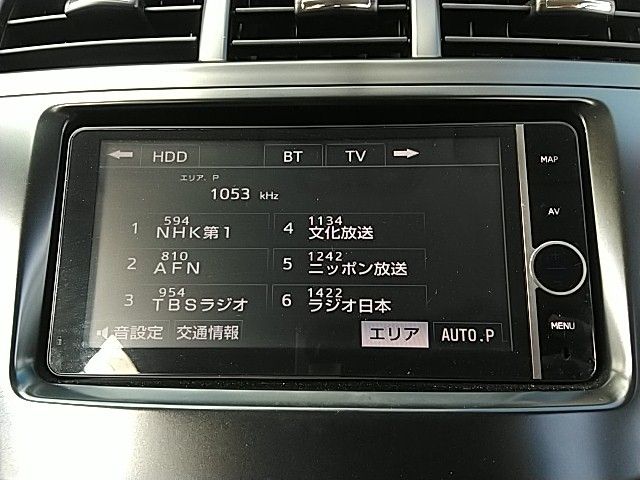 HDD BT TV
エリア.P
1053 kHz
1 594 NHK第1
4 1134 文化放送
2 810 AFN
5 1242 ニッポン放送
3 954 TBSラジオ
6 1422 ラジオ日本
音設定 交通情報 エリア AUTO.P
MAP
AV
MENU